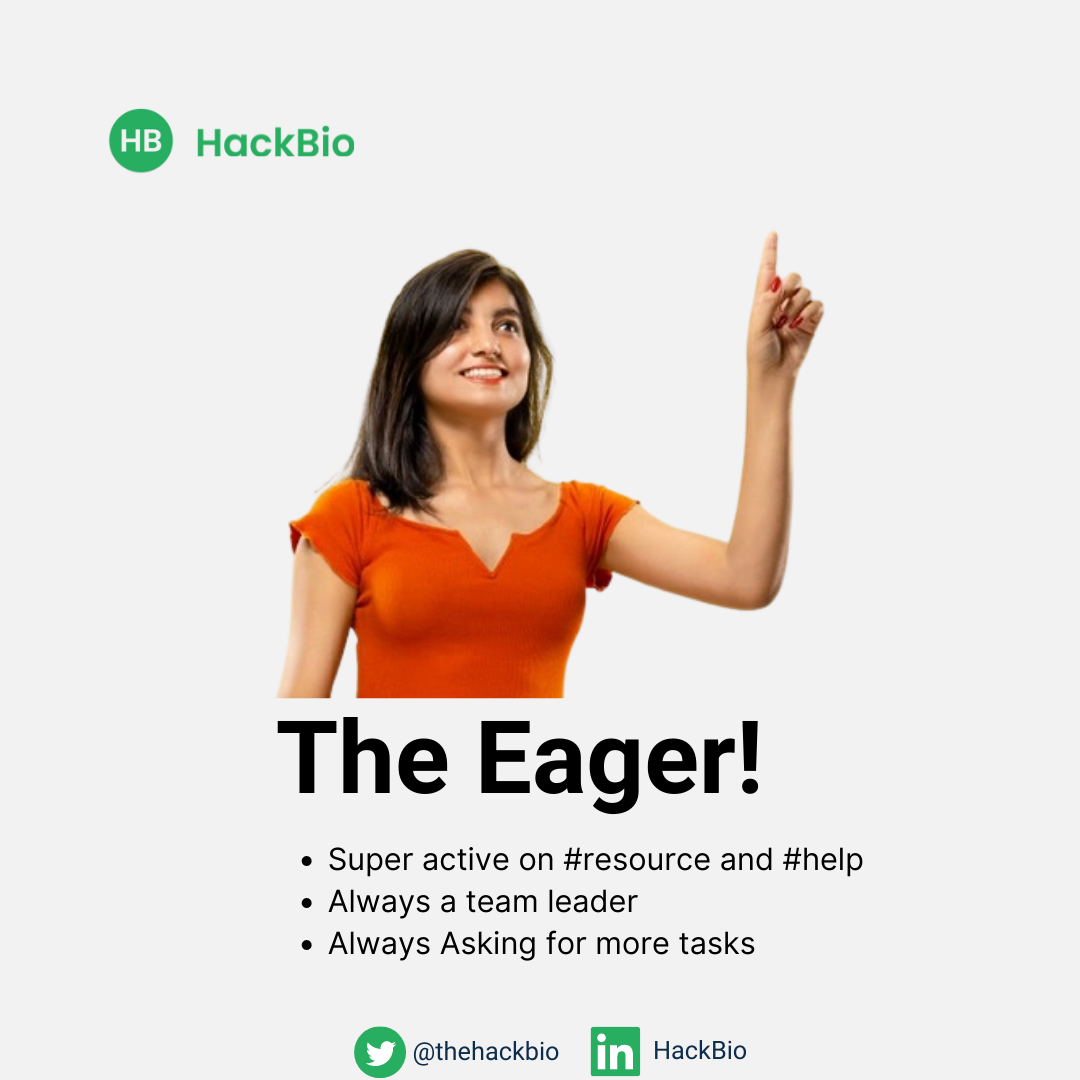 HB HackBio
The Eager!
• Super active on #resource and #help
• Always a team leader
• Always Asking for more tasks
@thehackbio in HackBio